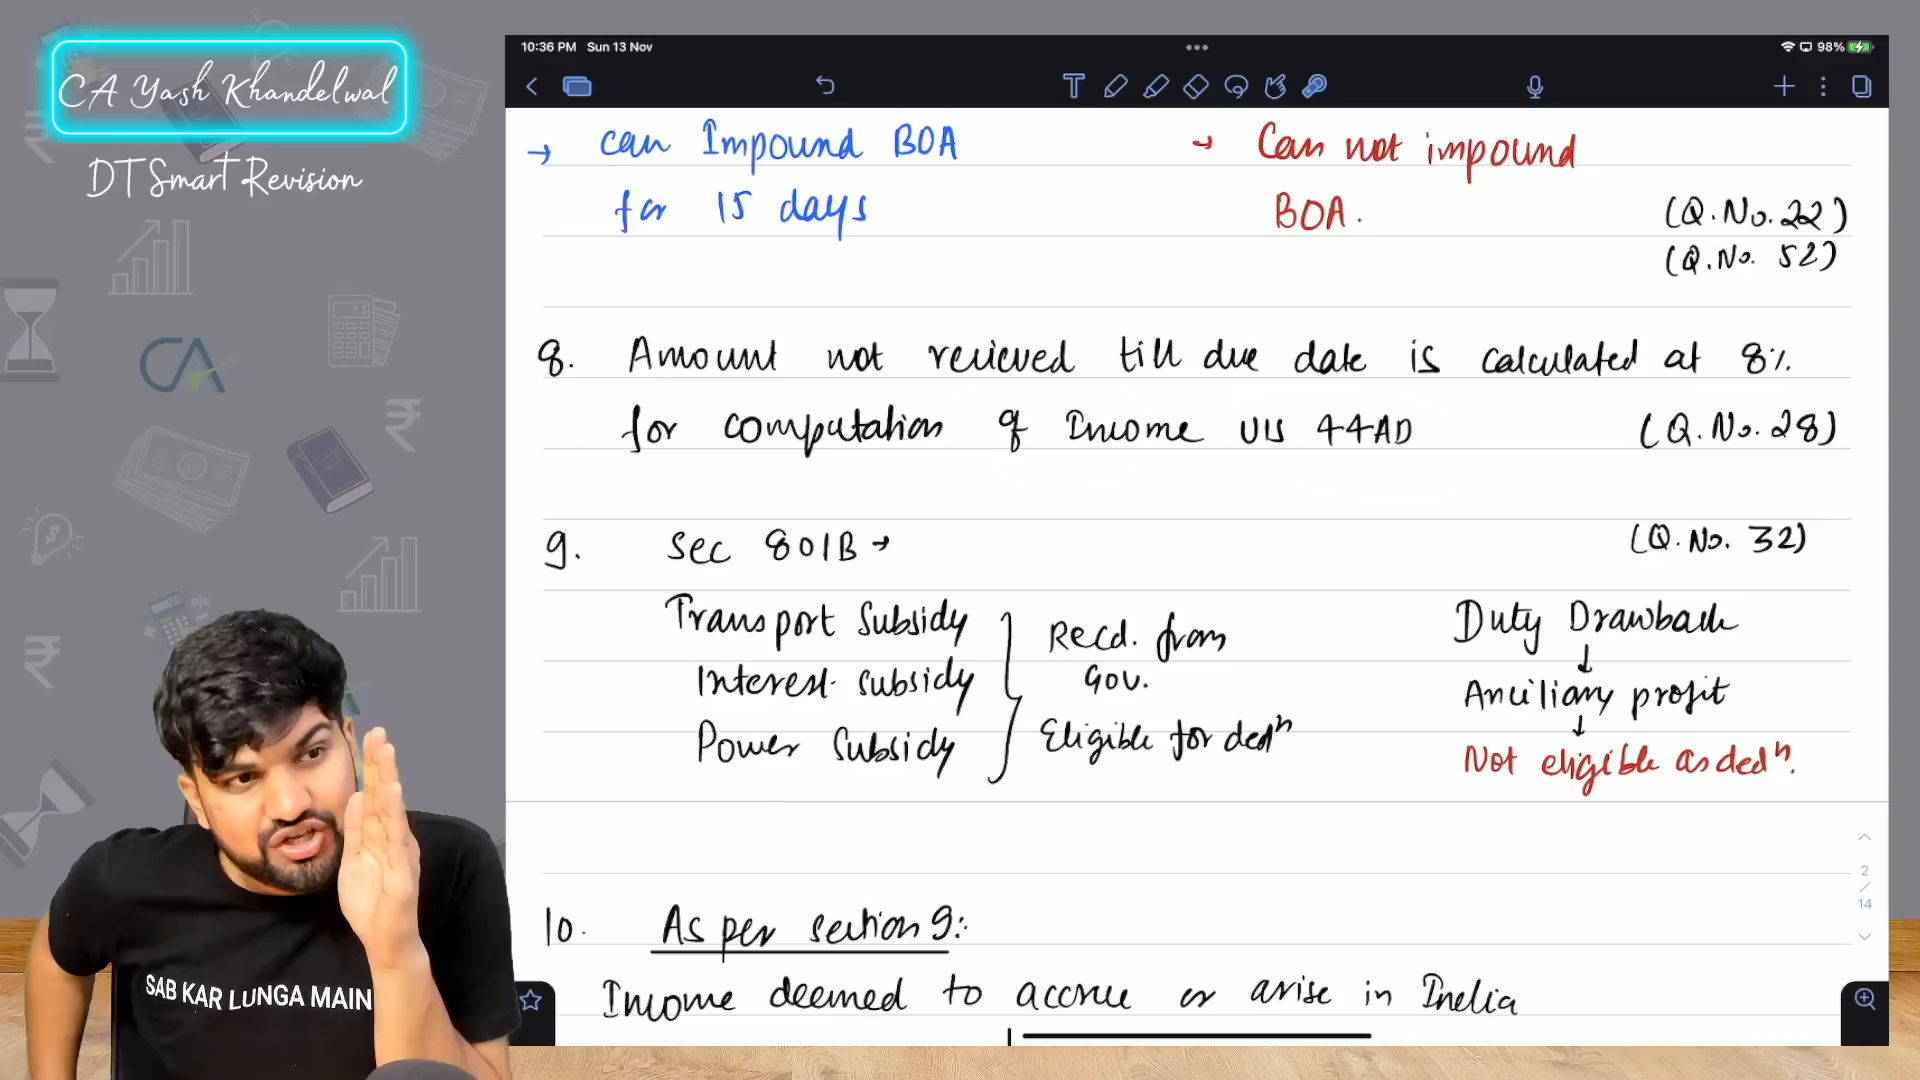 CA Yash Khandelwal
DT Smart Revision
10:36 PM Sun 13 Nov
98%
→ can Impound BOA
for 15 days
→ Can not impound
BOA.
(Q.No.22)
(Q.No. 52)
8. Amount not recieved till due date is calculated at 8%
for computation of Income U/S 44AD (Q.No.28)
9. Sec 80IB → (Q.No. 32)
Transport Subsidy
Interest subsidy
Power Subsidy
Recd. from
Gov.
Eligible for dedⁿ
Duty Drawback
↓
Anciliary profit
↓
Not eligible as dedⁿ.
10. As per section 9:
Income deemed to accrue or arise in India
2
/
14
CA
SAB KAR LUNGA MAIN